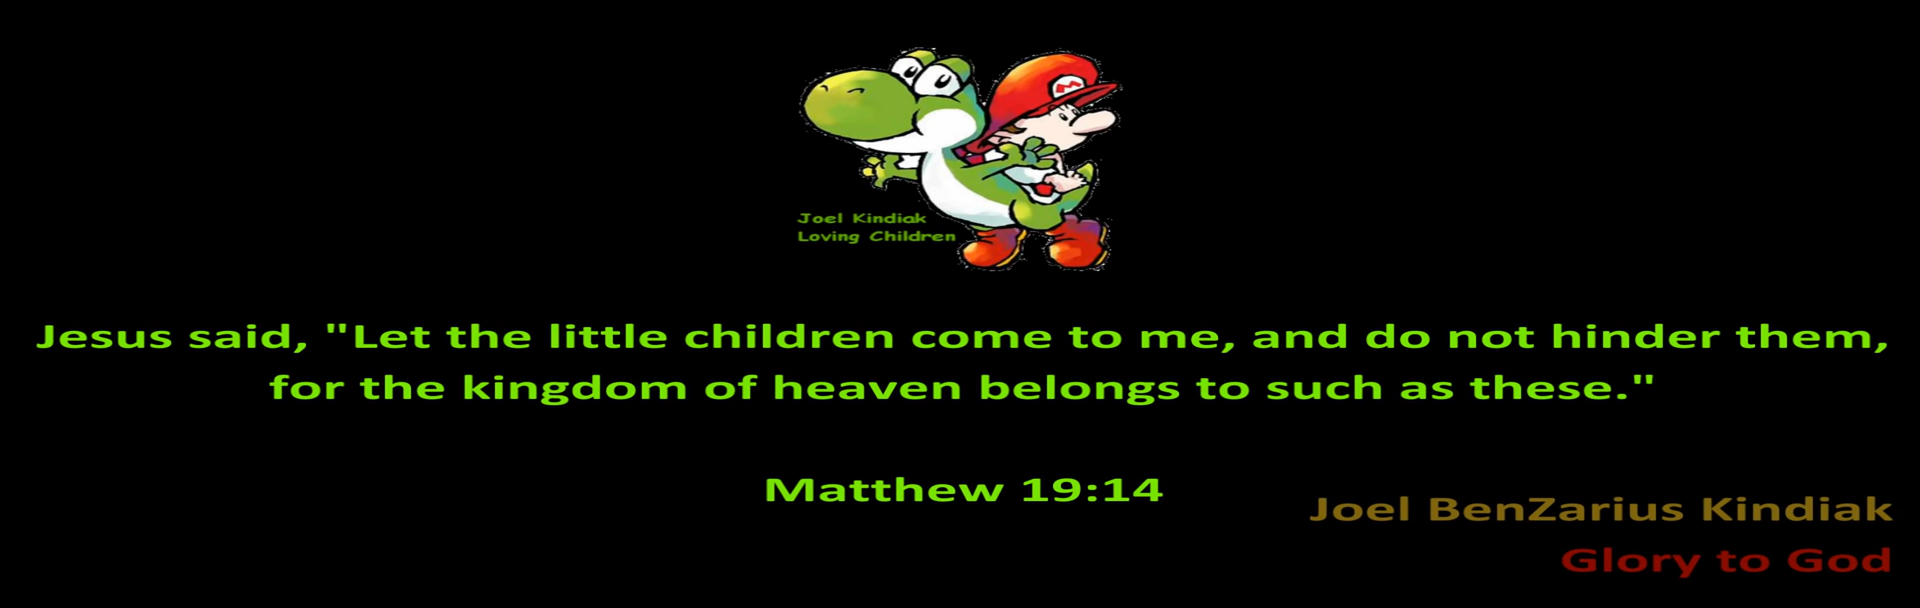 Joel Kindiak
Loving Children
Jesus said, "Let the little children come to me, and do not hinder them,
for the kingdom of heaven belongs to such as these."
Matthew 19:14
Joel BenZarius Kindiak
Glory to God